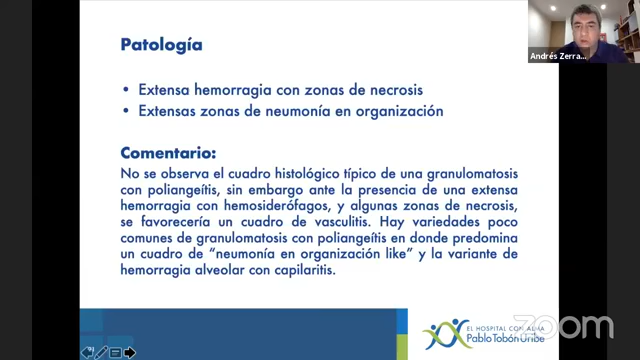 Patología
• Extensa hemorragia con zonas de necrosis
• Extensas zonas de neumonía en organización
Comentario:
No se observa el cuadro histológico típico de una granulomatosis
con poliangeítis, sin embargo ante la presencia de una extensa
hemorragia con hemosiderófagos, y algunas zonas de necrosis,
se favorecería un cuadro de vasculitis. Hay variedades poco
comunes de granulomatosis con poliangeítis en donde predomina
un cuadro de “neumonía en organización like” y la variante de
hemorragia alveolar con capilaritis.
Andrés Zerra...
EL HOSPITAL CON ALMA
Pablo Tobón Uribe
zoom